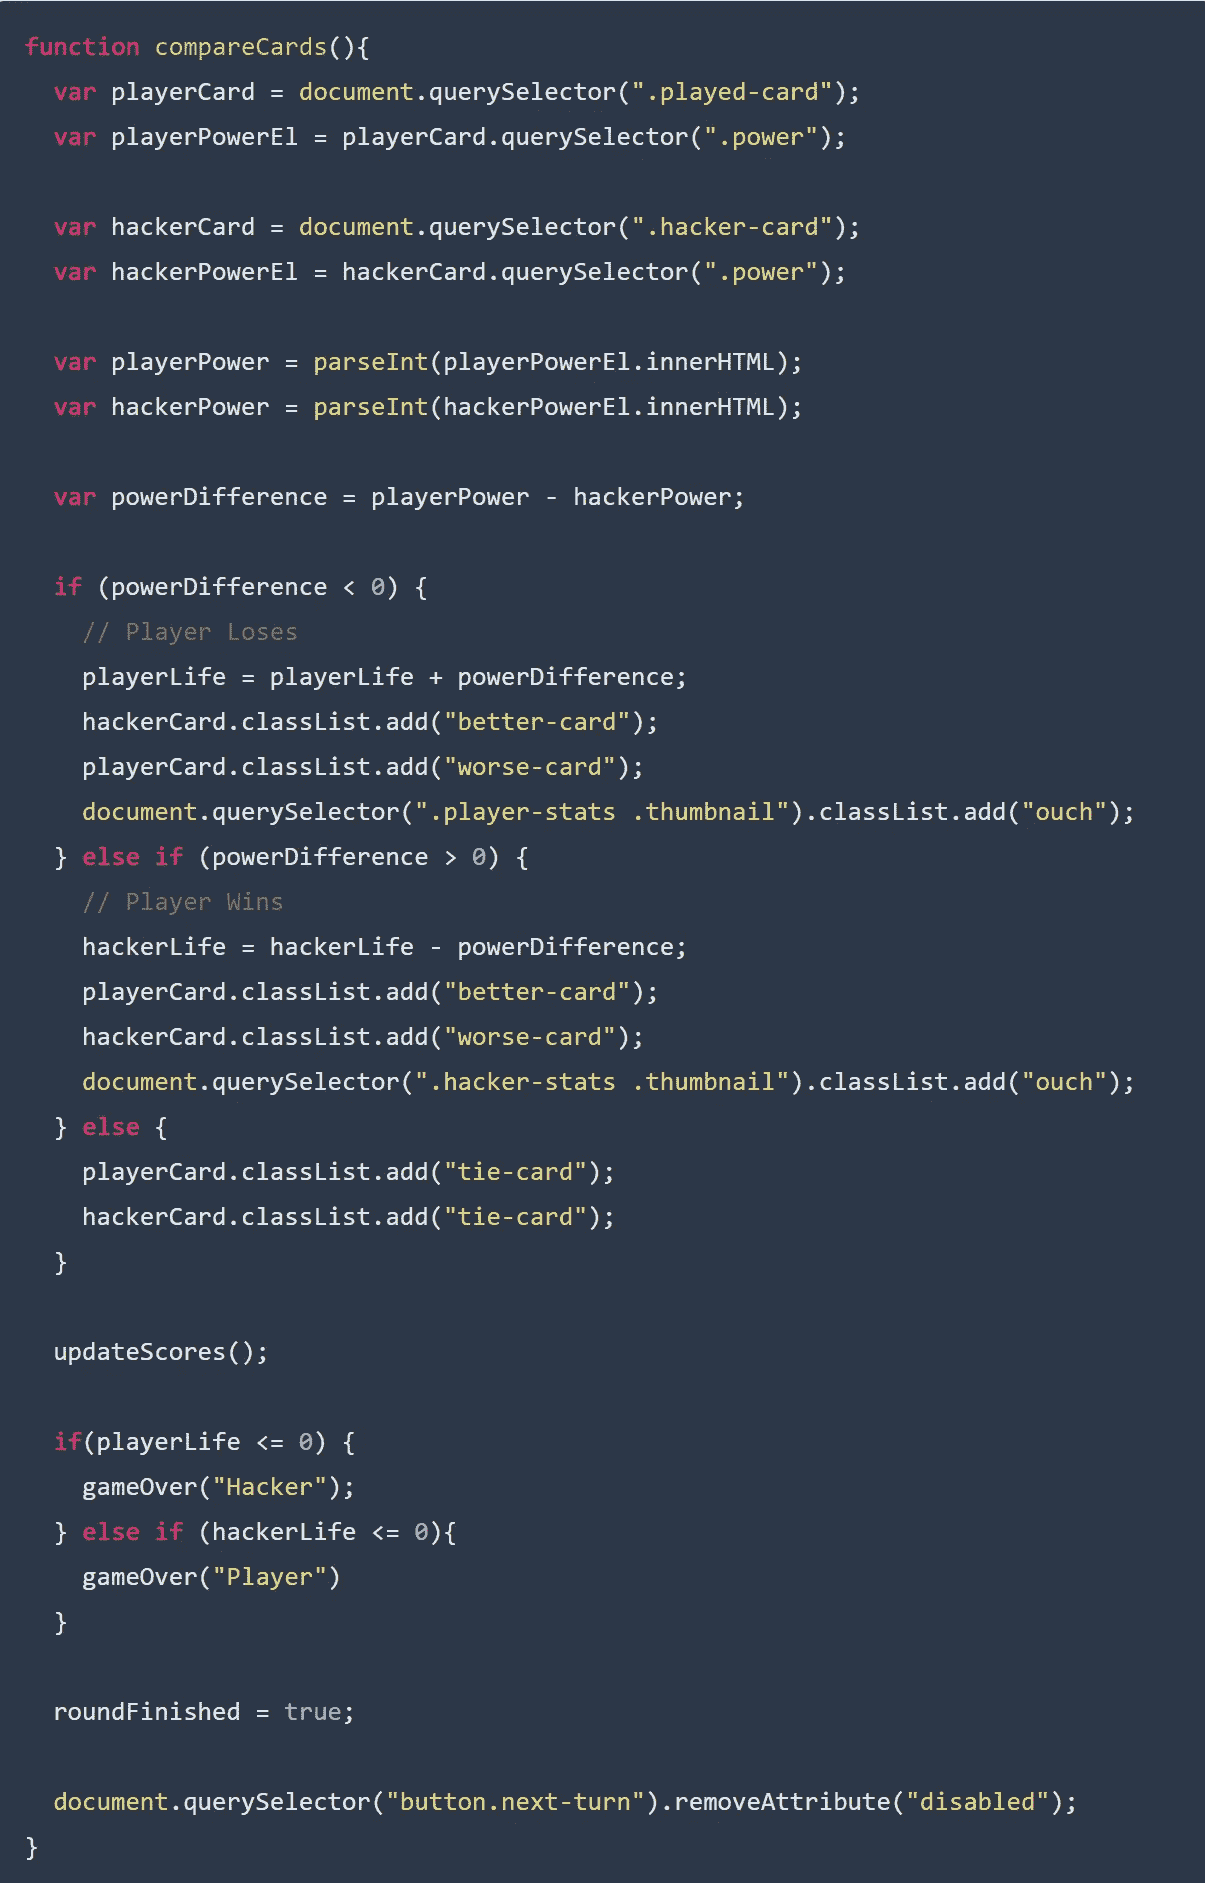 function compareCards(){
  var playerCard = document.querySelector(".played-card");
  var playerPowerEl = playerCard.querySelector(".power");

  var hackerCard = document.querySelector(".hacker-card");
  var hackerPowerEl = hackerCard.querySelector(".power");

  var playerPower = parseInt(playerPowerEl.innerHTML);
  var hackerPower = parseInt(hackerPowerEl.innerHTML);

  var powerDifference = playerPower - hackerPower;

  if (powerDifference < 0) {
    // Player Loses
    playerLife = playerLife + powerDifference;
    hackerCard.classList.add("better-card");
    playerCard.classList.add("worse-card");
    document.querySelector(".player-stats .thumbnail").classList.add("ouch");
  } else if (powerDifference > 0) {
    // Player Wins
    hackerLife = hackerLife - powerDifference;
    playerCard.classList.add("better-card");
    hackerCard.classList.add("worse-card");
    document.querySelector(".hacker-stats .thumbnail").classList.add("ouch");
  } else {
    playerCard.classList.add("tie-card");
    hackerCard.classList.add("tie-card");
  }

  updateScores();

  if(playerLife <= 0) {
    gameOver("Hacker");
  } else if (hackerLife <= 0){
    gameOver("Player")
  }

  roundFinished = true;

  document.querySelector("button.next-turn").removeAttribute("disabled");
}